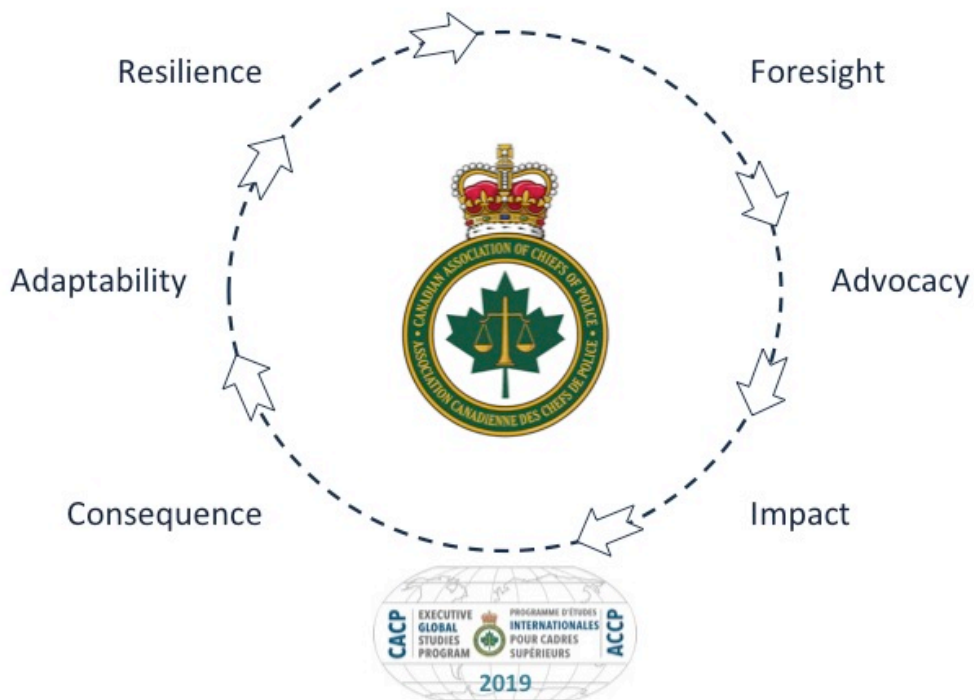 Resilience
Foresight
Adaptability
Advocacy
Consequence
Impact
• CANADIAN ASSOCIATION OF CHIEFS OF POLICE •
ASSOCIATION CANADIENNE DES CHEFS DE POLICE
CACP
EXECUTIVE
GLOBAL
STUDIES
PROGRAM
PROGRAMME D'ÉTUDES
INTERNATIONALES
POUR CADRES
SUPÉRIEURS
ACCP
2019